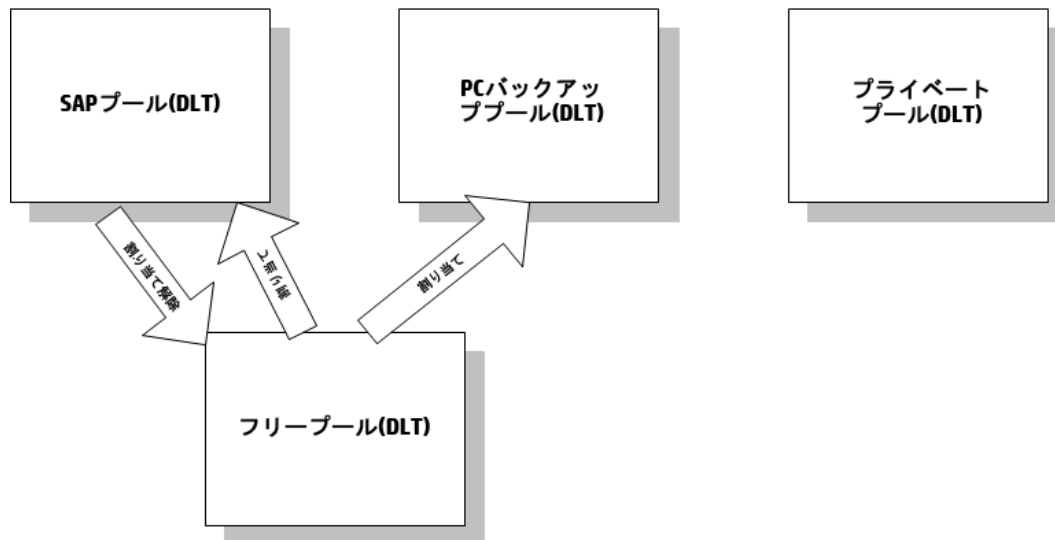 SAPプール(DLT)
PCバックアッ
ププール(DLT)
プライベート
プール(DLT)
割り当て解除
割り当て
割り当て
フリープール(DLT)